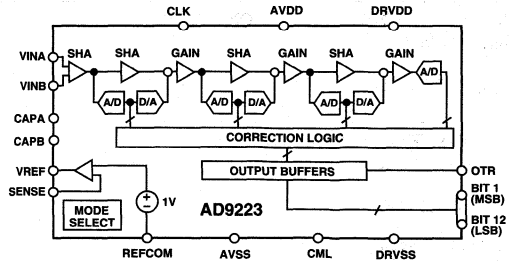 CLK AVDD DRVDD
VINA SHA SHA GAIN SHA GAIN SHA GAIN
A/D
VINB A/D D/A A/D D/A A/D D/A
CAPA
CORRECTION LOGIC
CAPB
VREF OUTPUT BUFFERS OTR
SENSE
BIT 1
(MSB)
MODE
SELECT
+
–
1V
AD9223
BIT 12
(LSB)
REFCOM AVSS CML DRVSS